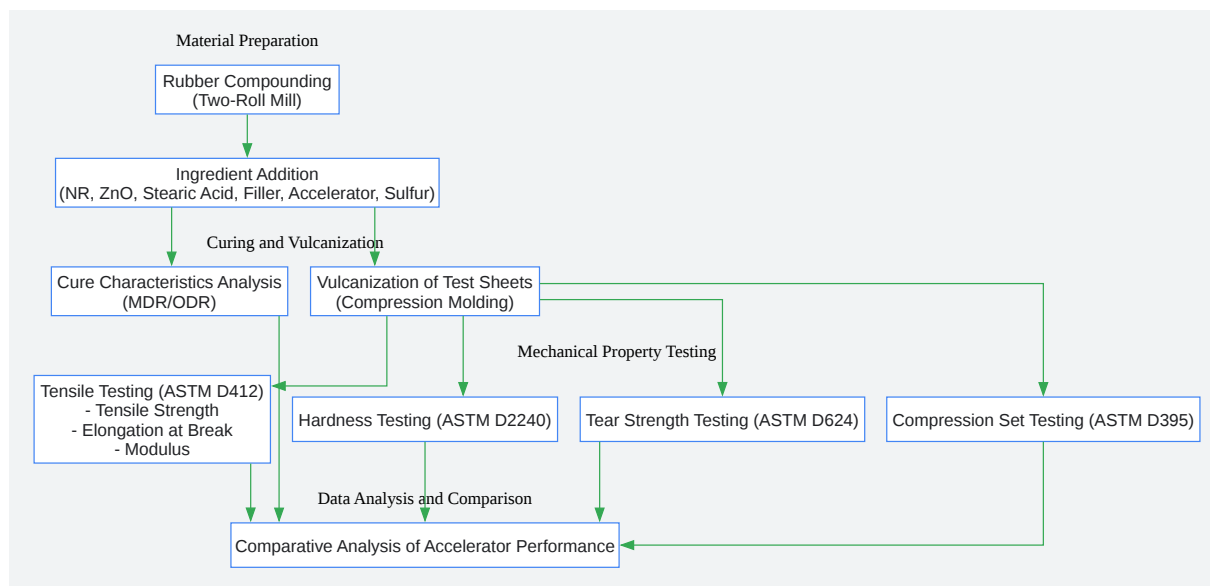 Material Preparation
Rubber Compounding
(Two-Roll Mill)
Ingredient Addition
(NR, ZnO, Stearic Acid, Filler, Accelerator, Sulfur)
Curing and Vulcanization
Cure Characteristics Analysis
(MDR/ODR)
Vulcanization of Test Sheets
(Compression Molding)
Mechanical Property Testing
Tensile Testing (ASTM D412)
- Tensile Strength
- Elongation at Break
- Modulus
Hardness Testing (ASTM D2240)
Tear Strength Testing (ASTM D624)
Compression Set Testing (ASTM D395)
Data Analysis and Comparison
Comparative Analysis of Accelerator Performance